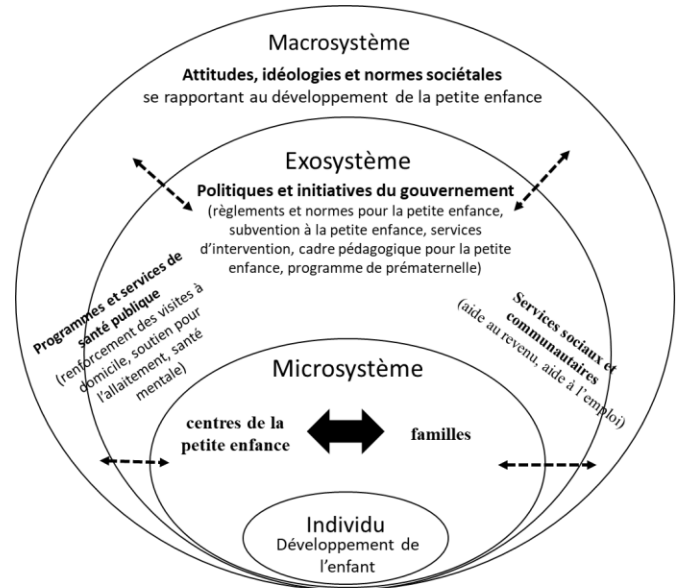 Macrosystème
Attitudes, idéologies et normes sociétales
se rapportant au développement de la petite enfance
Exosystème
Politiques et initiatives du gouvernement
(règlements et normes pour la petite enfance,
subvention à la petite enfance, services
d'intervention, cadre pédagogique pour la petite
enfance, programme de prématernelle)
Programmes et services de
santé publique
(renforcement des visites à
domicile, soutien pour
l'allaitement, santé
mentale)
Services sociaux et
communautaires
(aide au revenu, aide à l'emploi)
Microsystème
centres de la
petite enfance
familles
Individu
Développement de
l'enfant